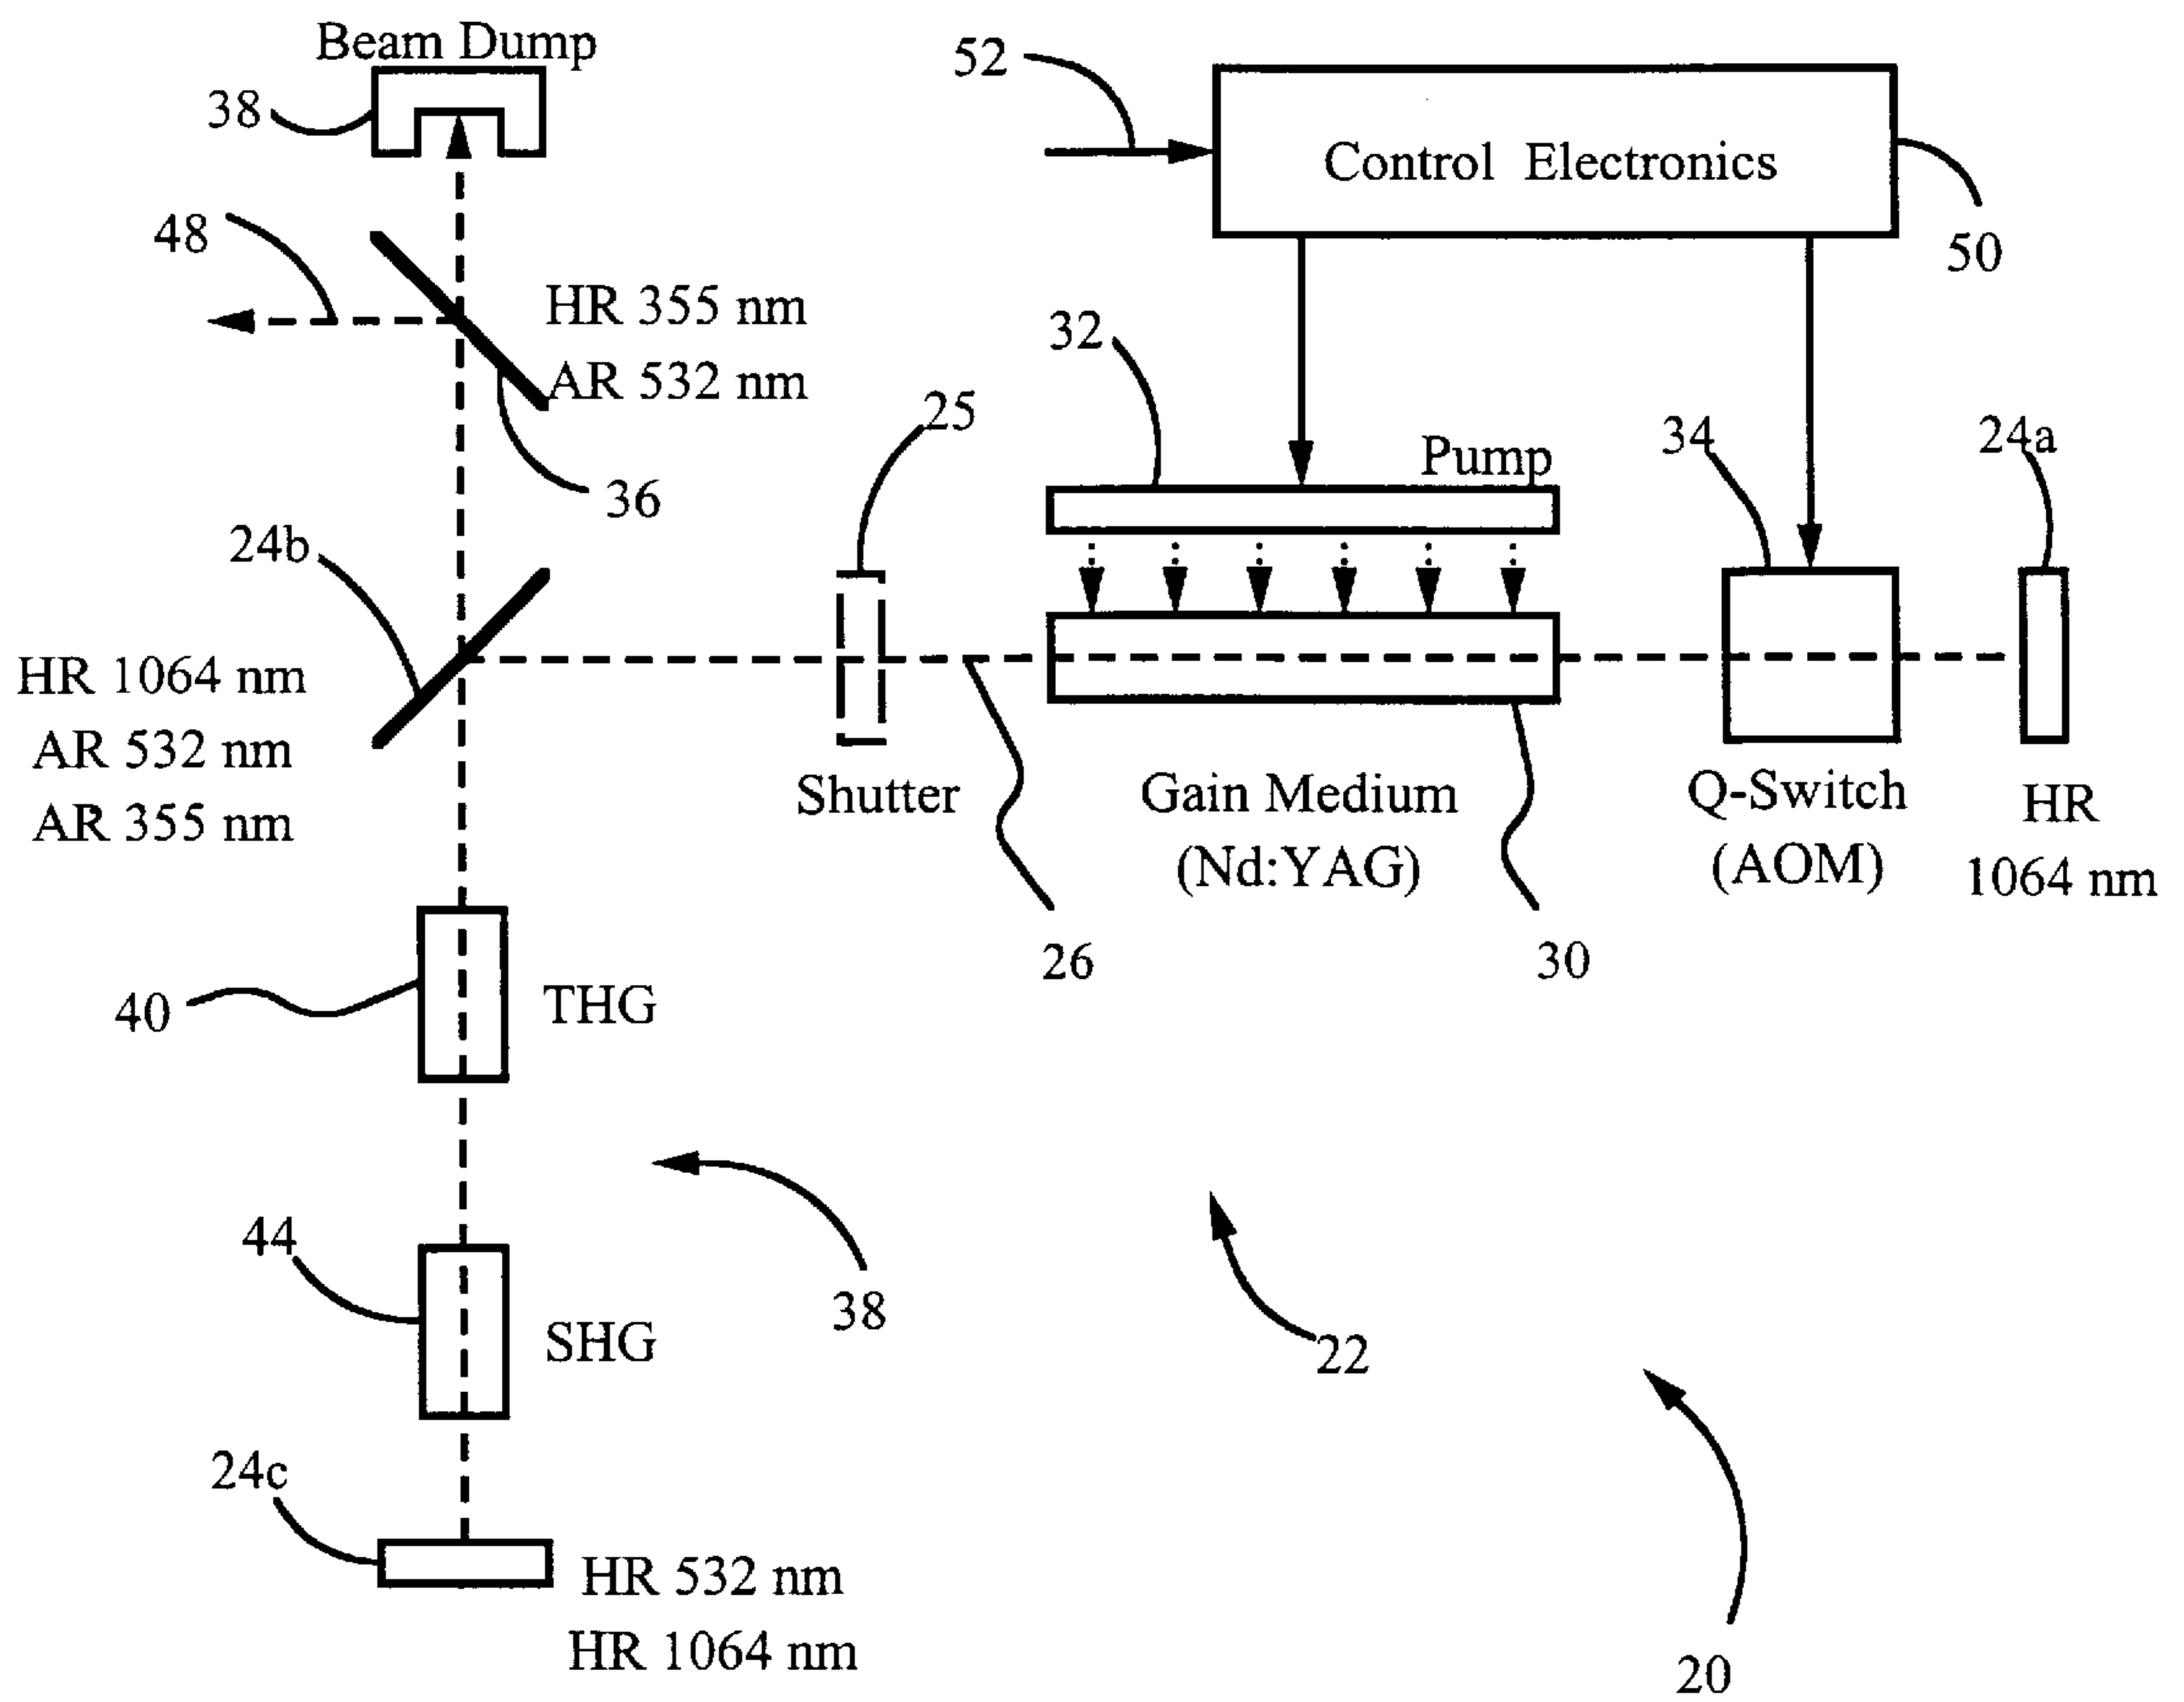 Beam Dump
38
48
HR 355 nm
AR 532 nm
36
24b
HR 1064 nm
AR 532 nm
AR 355 nm
52
Control Electronics
50
32
25
Pump
34
24a
Shutter
Gain Medium
(Nd:YAG)
Q-Switch
(AOM)
HR
1064 nm
26
30
40
THG
38
44
SHG
22
24c
HR 532 nm
HR 1064 nm
20